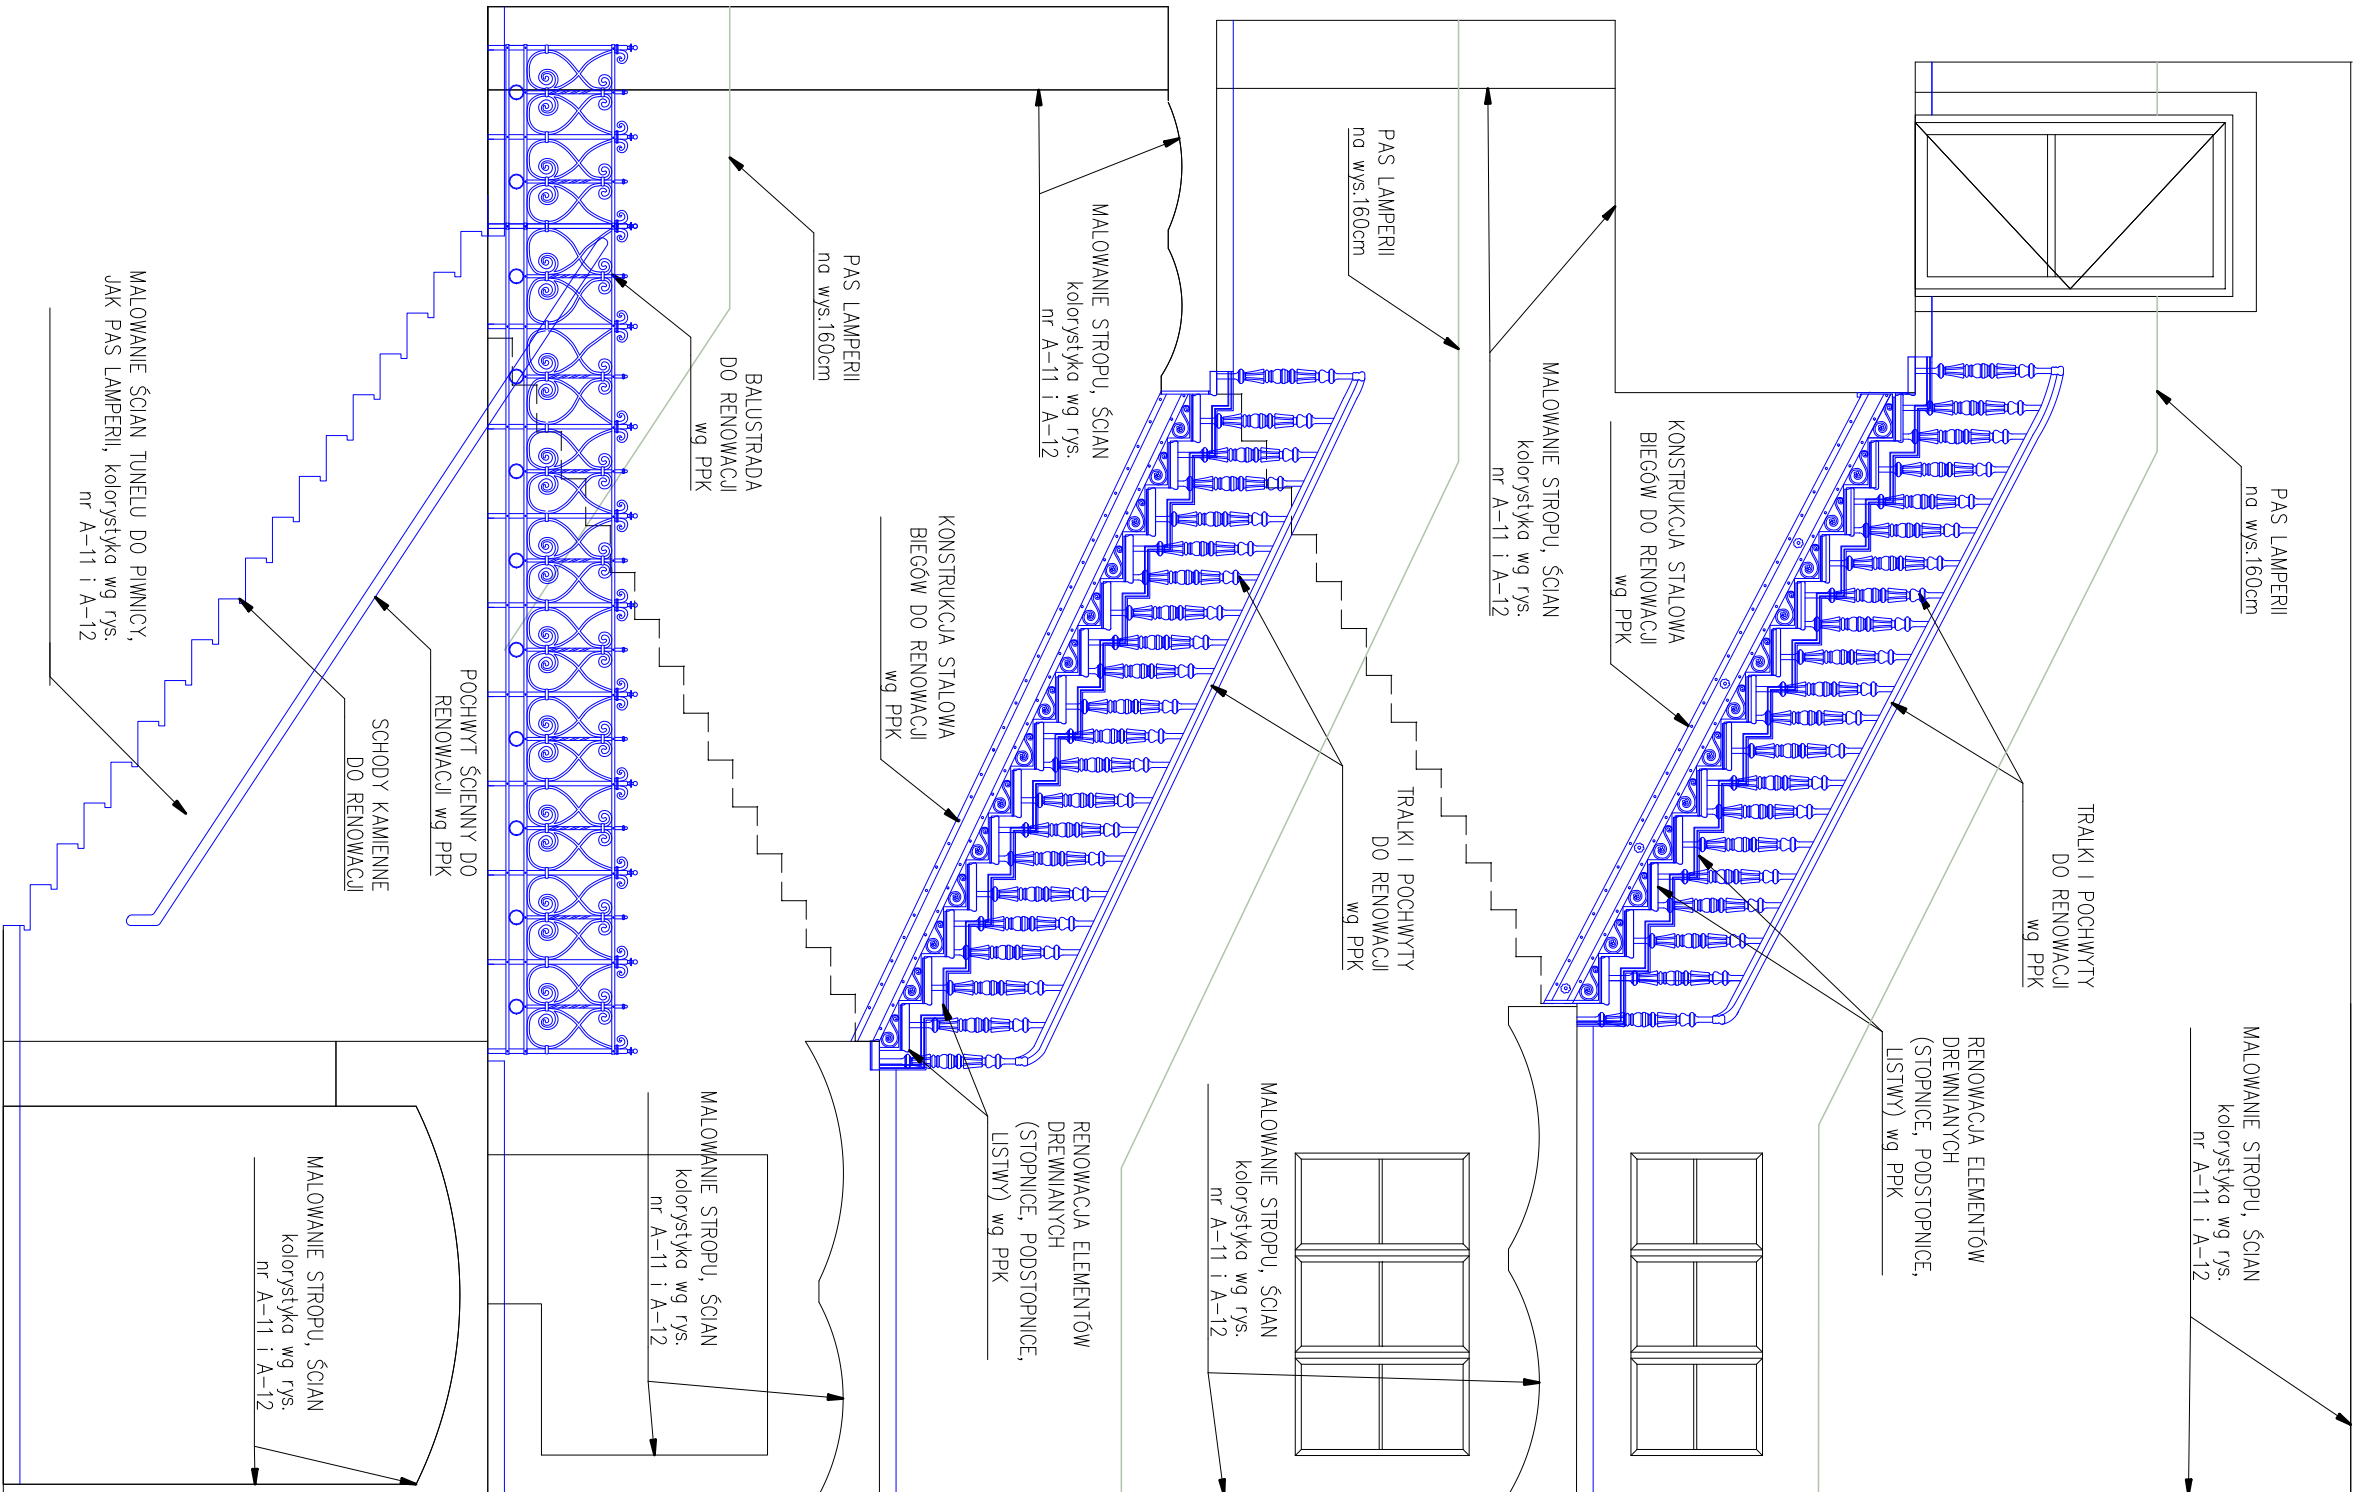 PAS LAMPERII
na wys.160cm
MALOWANIE STROPU, ŚCIAN
kolorystyka wg rys.
nr A-11 i A-12
TRALKI I POCHWYTY
DO RENOWACJI
wg PPK
RENOWACJA ELEMENTÓW
DREWNIANYCH
(STOPNICE, PODSTOPNICE,
LISTWY) wg PPK
KONSTRUKCJA STALOWA
BIEGÓW DO RENOWACJI
wg PPK
MALOWANIE STROPU, ŚCIAN
kolorystyka wg rys.
nr A-11 i A-12
PAS LAMPERII
na wys.160cm
TRALKI I POCHWYTY
DO RENOWACJI
wg PPK
MALOWANIE STROPU, ŚCIAN
kolorystyka wg rys.
nr A-11 i A-12
MALOWANIE STROPU, ŚCIAN
kolorystyka wg rys.
nr A-11 i A-12
RENOWACJA ELEMENTÓW
DREWNIANYCH
(STOPNICE, PODSTOPNICE,
LISTWY) wg PPK
KONSTRUKCJA STALOWA
BIEGÓW DO RENOWACJI
wg PPK
PAS LAMPERII
na wys.160cm
BALUSTRADA
DO RENOWACJI
wg PPK
MALOWANIE STROPU, ŚCIAN
kolorystyka wg rys.
nr A-11 i A-12
POCHWYT ŚCIENNY DO
RENOWACJI wg PPK
SCHODY KAMIENNE
DO RENOWACJI
MALOWANIE STROPU, ŚCIAN
kolorystyka wg rys.
nr A-11 i A-12
MALOWANIE ŚCIAN TUNELU DO PIWNICY,
JAK PAS LAMPERII, kolorystyka wg rys.
nr A-11 i A-12